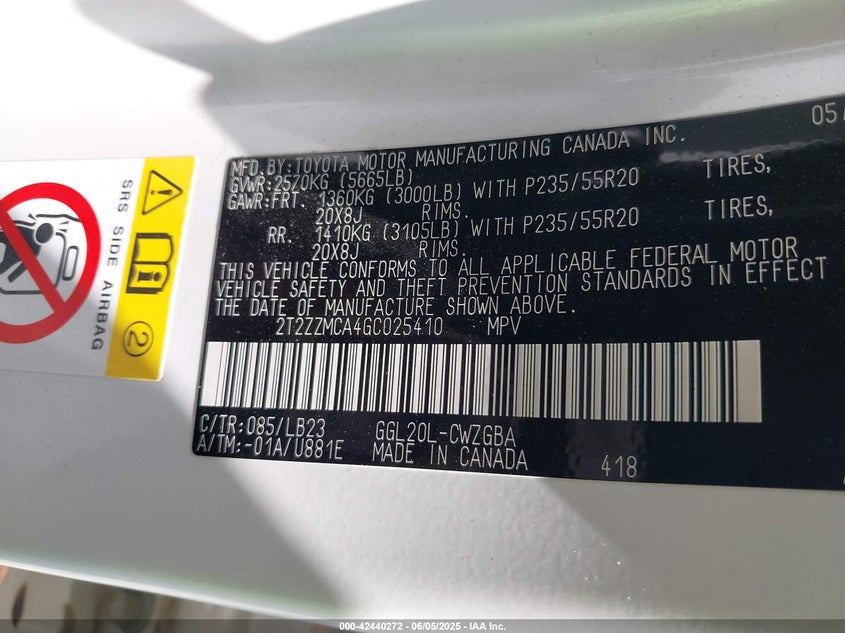 05/
MFD.BY:TOYOTA MOTOR MANUFACTURING CANADA INC.
GVWR:2570KG (5665LB)
GAWR:FRT. 1360KG (3000LB) WITH P235/55R20 TIRES,
20X8J RIMS.
RR. 1410KG (3105LB) WITH P235/55R20 TIRES,
20X8J RIMS.
THIS VEHICLE CONFORMS TO ALL APPLICABLE FEDERAL MOTOR
VEHICLE SAFETY AND THEFT PREVENTION STANDARDS IN EFFECT
THE DATE OF MANUFACTURE SHOWN ABOVE.
2T2ZZMCA4GC025410 MPV
C/TR:085/LB23 GGL20L-CWZGBA
A/TM:-01A/U881E MADE IN CANADA 418
SRS SIDE AIRBAG
2
000-42440272 - 06/05/2025 - IAA Inc.